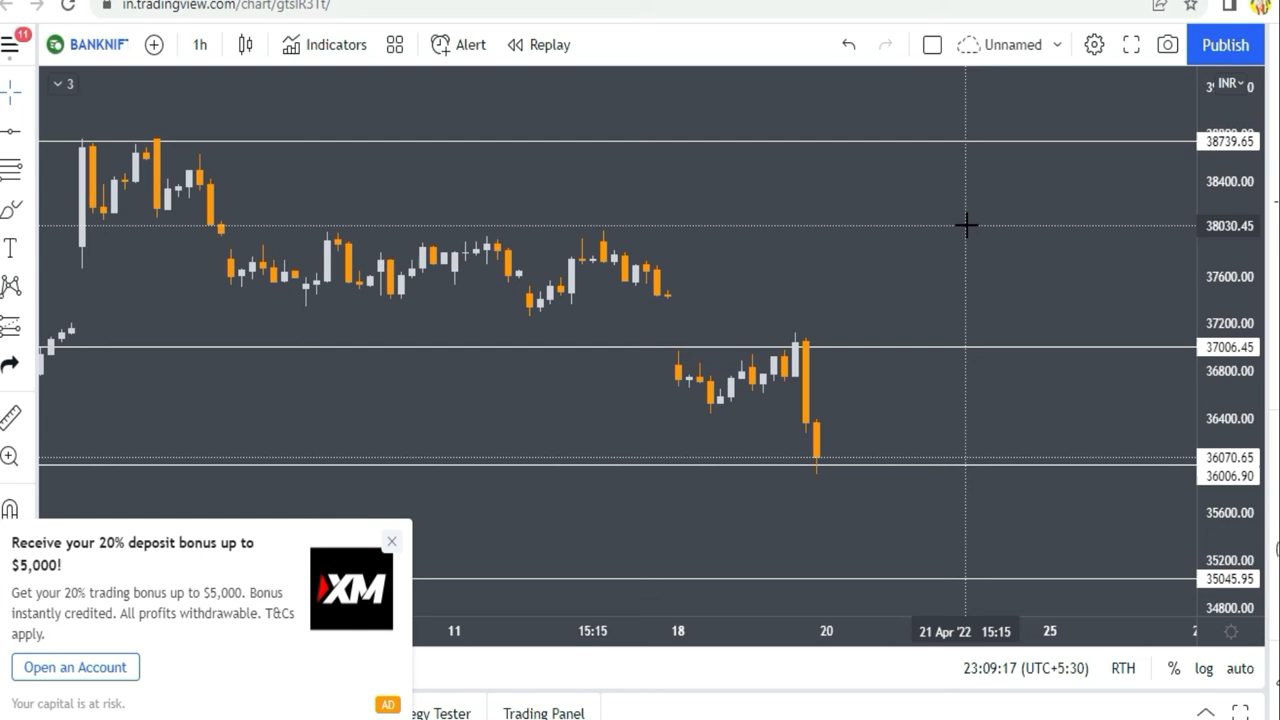 in.tradingview.com/chart/gtsIR3Tt/
11
BANKNIF
1h
Indicators
Alert
Replay
Unnamed
Publish
3
INR
38739.65
38400.00
38030.45
37600.00
37200.00
37006.45
36800.00
36400.00
36070.65
36006.90
35600.00
35200.00
35045.95
34800.00
Receive your 20% deposit bonus up to
$5,000!
Get your 20% trading bonus up to $5,000. Bonus
instantly credited. All profits withdrawable. T&Cs
apply.
XM
Open an Account
Your capital is at risk.
AD
11
15:15
18
20
21 Apr '22 15:15
25
23:09:17 (UTC+5:30)
RTH
%
log
auto
Tester
Trading Panel